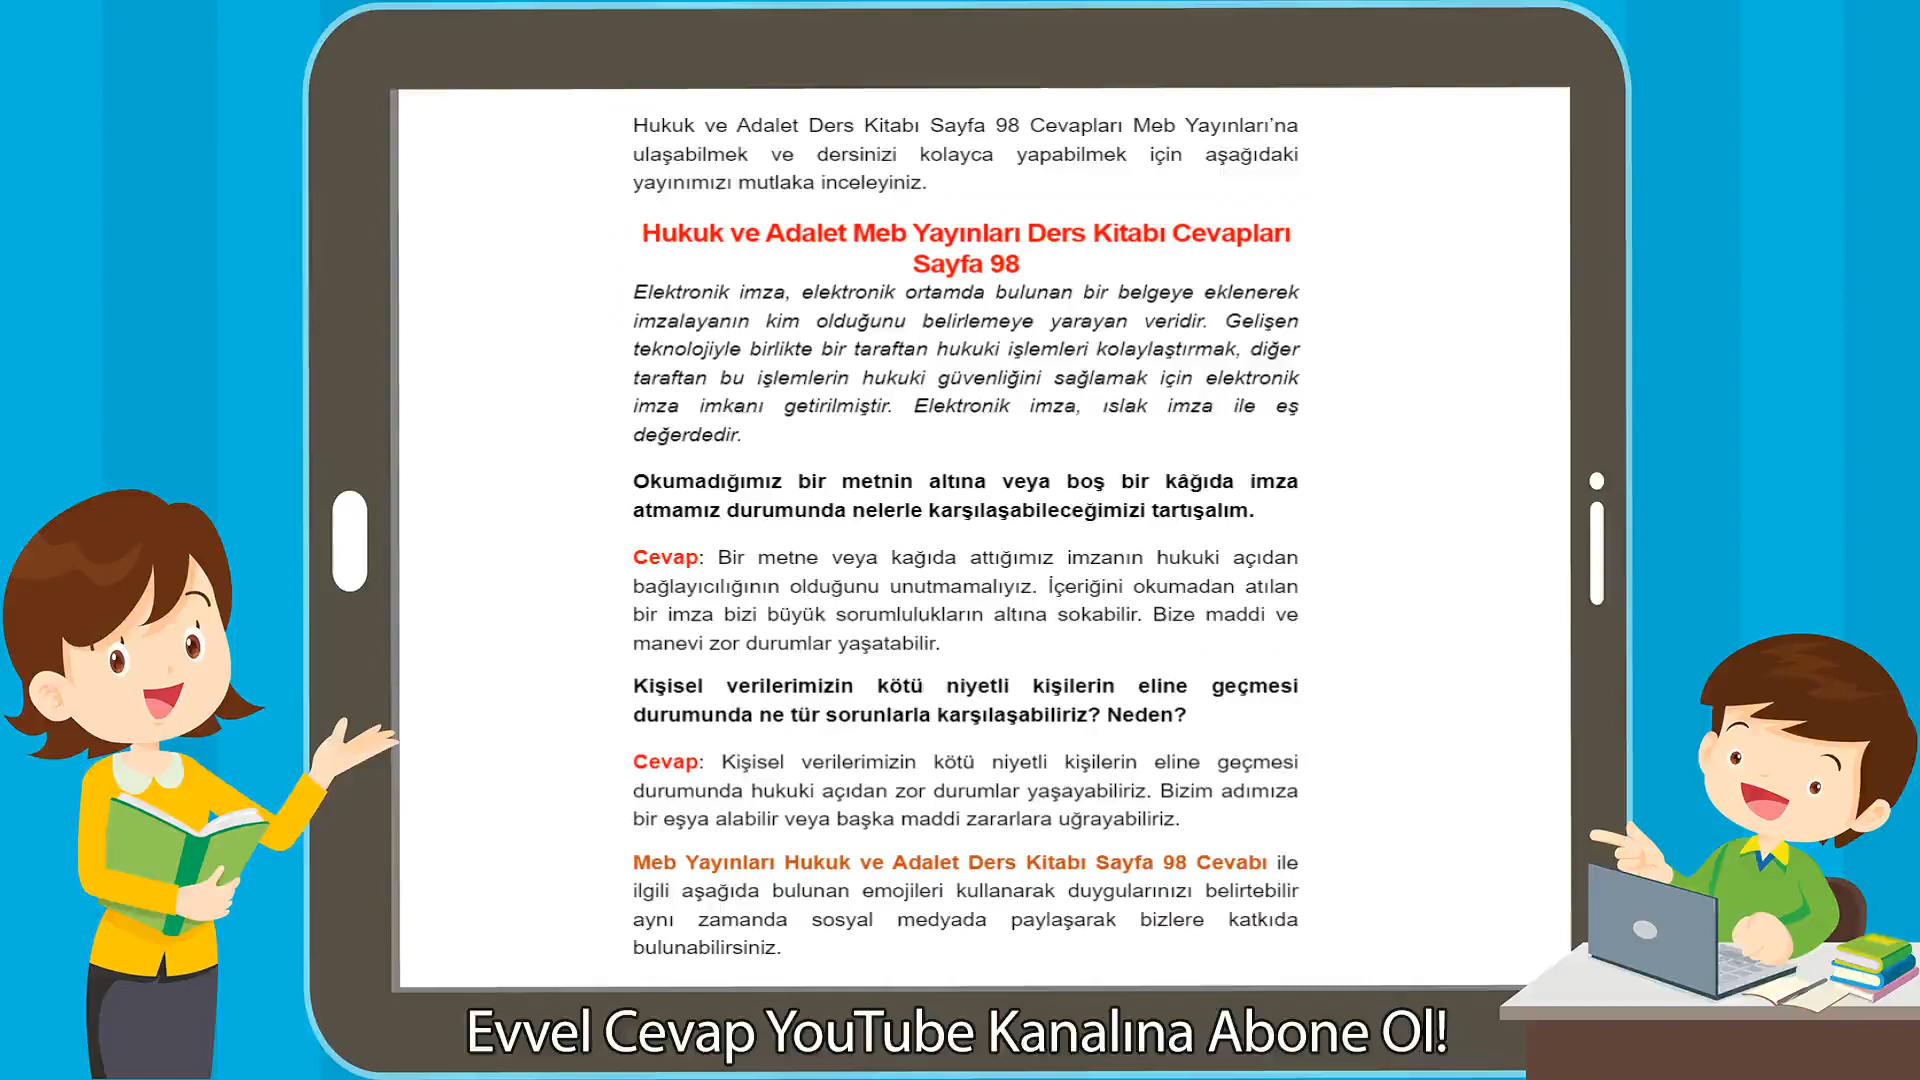 Hukuk ve Adalet Ders Kitabı Sayfa 98 Cevapları Meb Yayınları’na
ulaşabilmek ve dersinizi kolayca yapabilmek için aşağıdaki
yayınımızı mutlaka inceleyiniz.
Hukuk ve Adalet Meb Yayınları Ders Kitabı Cevapları
Sayfa 98
Elektronik imza, elektronik ortamda bulunan bir belgeye eklenerek
imzalayanın kim olduğunu belirlemeye yarayan veridir. Gelişen
teknolojiyle birlikte bir taraftan hukuki işlemleri kolaylaştırmak, diğer
taraftan bu işlemlerin hukuki güvenliğini sağlamak için elektronik
imza imkanı getirilmiştir. Elektronik imza, ıslak imza ile eş
değerdedir.
Okumadığımız bir metnin altına veya boş bir kâğıda imza
atmamız durumunda nelerle karşılaşabileceğimizi tartışalım.
Cevap: Bir metne veya kağıda attığımız imzanın hukuki açıdan
bağlayıcılığının olduğunu unutmamalıyız. İçeriğini okumadan atılan
bir imza bizi büyük sorumlulukların altına sokabilir. Bize maddi ve
manevi zor durumlar yaşatabilir.
Kişisel verilerimizin kötü niyetli kişilerin eline geçmesi
durumunda ne tür sorunlarla karşılaşabiliriz? Neden?
Cevap: Kişisel verilerimizin kötü niyetli kişilerin eline geçmesi
durumunda hukuki açıdan zor durumlar yaşayabiliriz. Bizim adımıza
bir eşya alabilir veya başka maddi zararlara uğrayabiliriz.
Meb Yayınları Hukuk ve Adalet Ders Kitabı Sayfa 98 Cevabı ile
ilgili aşağıda bulunan emojileri kullanarak duygularınızı belirtebilir
aynı zamanda sosyal medyada paylaşarak bizlere katkıda
bulunabilirsiniz.
Evvel Cevap YouTube Kanalına Abone Ol!